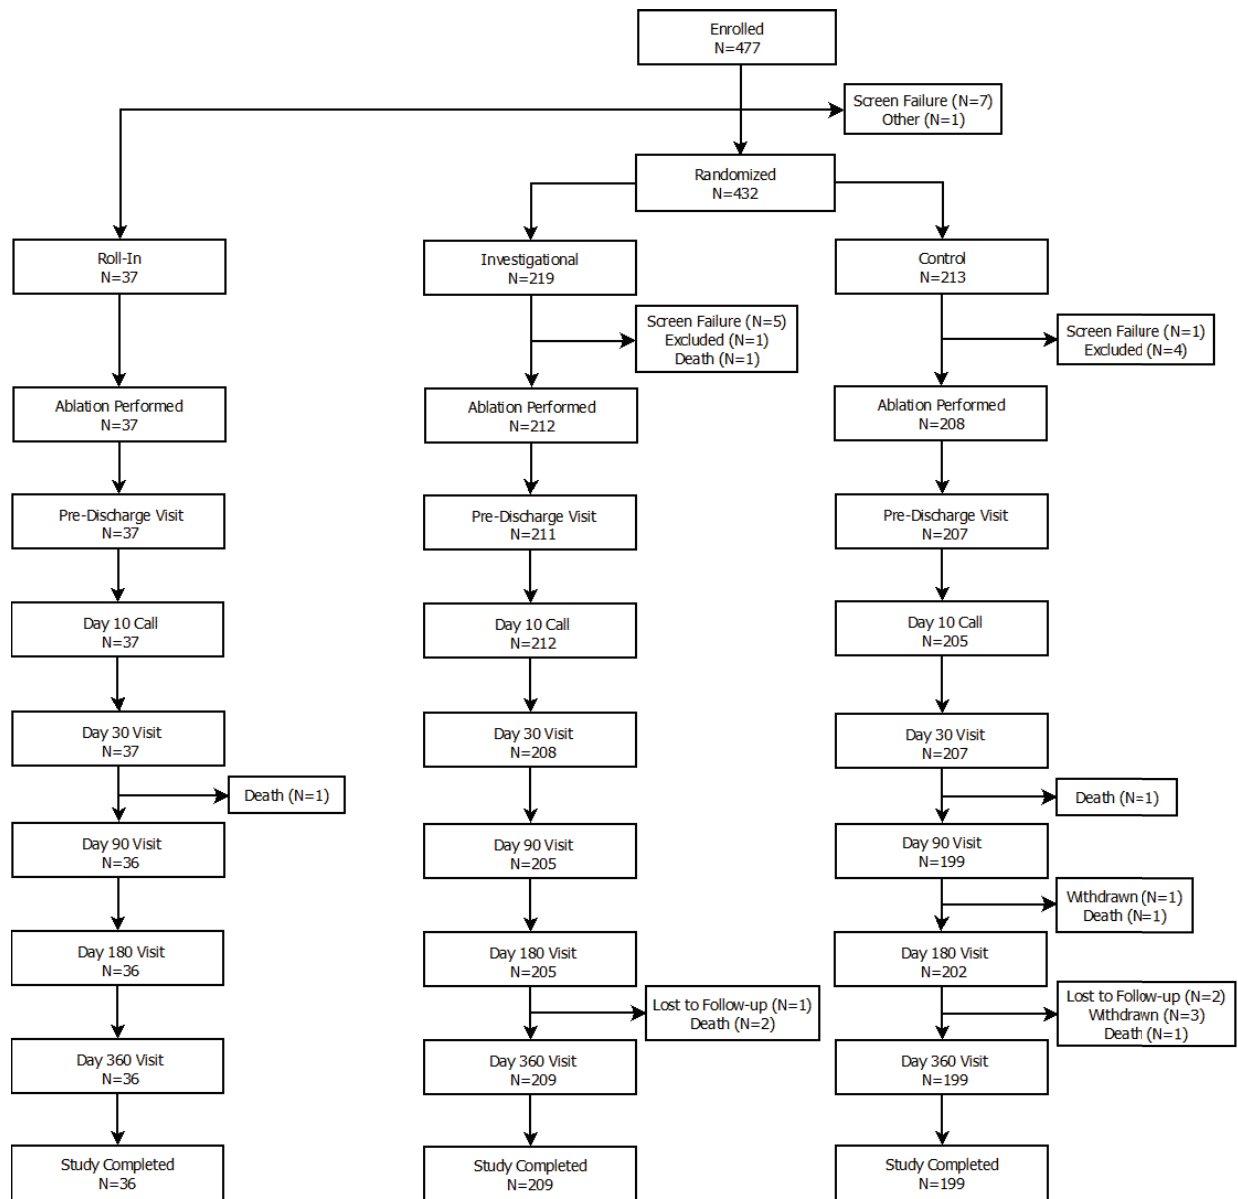 Enrolled
N=477
Screen Failure (N=7)
Other (N=1)
Randomized
N=432
Roll-In
N=37
Investigational
N=219
Control
N=213
Screen Failure (N=5)
Excluded (N=1)
Death (N=1)
Screen Failure (N=1)
Excluded (N=4)
Ablation Performed
N=37
Ablation Performed
N=212
Ablation Performed
N=208
Pre-Discharge Visit
N=37
Pre-Discharge Visit
N=211
Pre-Discharge Visit
N=207
Day 10 Call
N=37
Day 10 Call
N=212
Day 10 Call
N=205
Day 30 Visit
N=37
Day 30 Visit
N=208
Day 30 Visit
N=207
Death (N=1)
Death (N=1)
Day 90 Visit
N=36
Day 90 Visit
N=205
Day 90 Visit
N=199
Withdrawn (N=1)
Death (N=1)
Day 180 Visit
N=36
Day 180 Visit
N=205
Day 180 Visit
N=202
Lost to Follow-up (N=1)
Death (N=2)
Lost to Follow-up (N=2)
Withdrawn (N=3)
Death (N=1)
Day 360 Visit
N=36
Day 360 Visit
N=209
Day 360 Visit
N=199
Study Completed
N=36
Study Completed
N=209
Study Completed
N=199